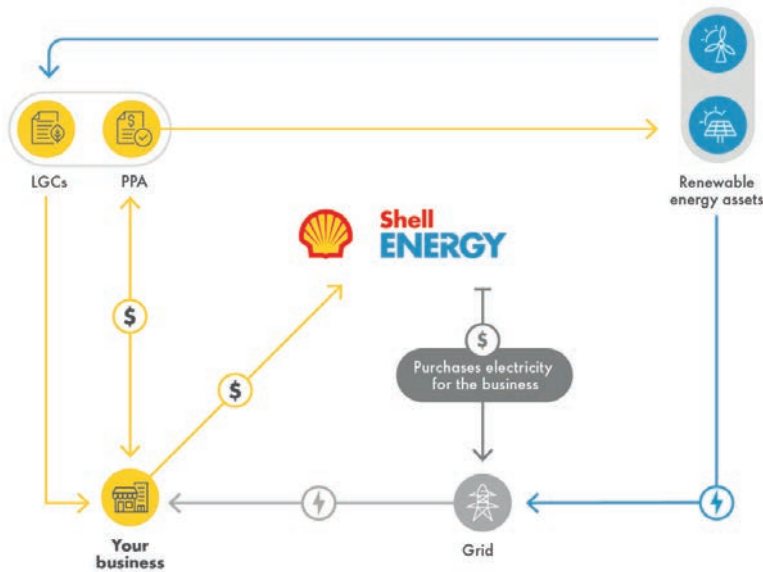 LGCs
PPA
Renewable
energy assets
Shell
ENERGY
$
$
$
Purchases electricity
for the business
Your
business
Grid